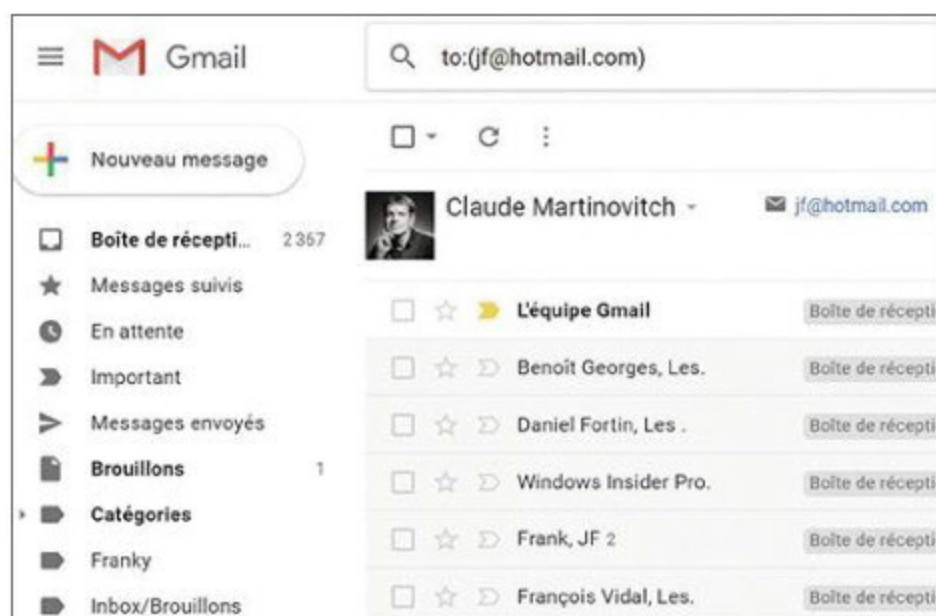 Gmail
to:(jf@hotmail.com)
Nouveau message
Boîte de récepti... 2 367
Messages suivis
En attente
Important
Messages envoyés
Brouillons 1
Catégories
Franky
Inbox/Brouillons
Claude Martinovitch jf@hotmail.com
L'équipe Gmail Boîte de récepti
Benoît Georges, Les. Boîte de récepti
Daniel Fortin, Les . Boîte de récepti
Windows Insider Pro. Boîte de récepti
Frank, JF 2 Boîte de récepti
François Vidal, Les. Boîte de récepti